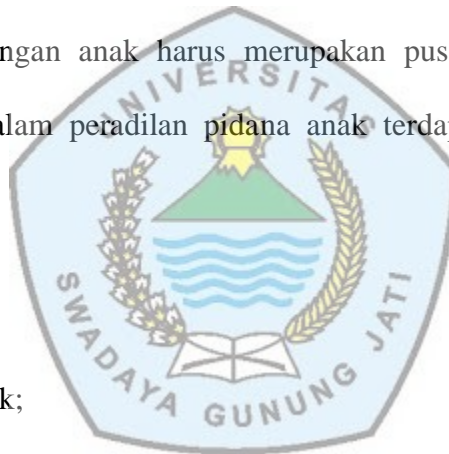 ngan anak harus merupakan pus
UNIVERSITAS
alam peradilan pidana anak terda
SWADAYA GUNUNG JATI
k;